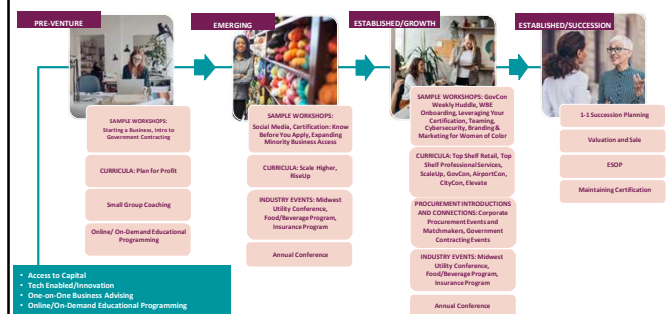 PRE-VENTURE
SAMPLE WORKSHOPS:
Starting a Business, Intro to
Government Contracting
CURRICULA: Plan for Profit
Small Group Coaching
Online/ On-Demand Educational
Programming
EMERGING
SAMPLE WORKSHOPS:
Social Media, Certification: Know
Before You Apply, Expanding
Minority Business Access
CURRICULA: Scale Higher,
RiseUp
INDUSTRY EVENTS: Midwest
Utility Conference,
Food/Beverage Program,
Insurance Program
Annual Conference
ESTABLISHED/GROWTH
SAMPLE WORKSHOPS: GovCon
Weekly Huddle, WBE
Onboarding, Leveraging Your
Certification, Teaming,
Cybersecurity, Branding &
Marketing for Women of Color
CURRICULA: Top Shelf Retail, Top
Shelf Professional Services,
ScaleUp, GovCon, AirportCon,
CityCon, Elevate
PROCUREMENT INTRODUCTIONS
AND CONNECTIONS: Corporate
Procurement Events and
Matchmakers, Government
Contracting Events
INDUSTRY EVENTS: Midwest
Utility Conference,
Food/Beverage Program,
Insurance Program
Annual Conference
ESTABLISHED/SUCCESSION
1-1 Succession Planning
Valuation and Sale
ESOP
Maintaining Certification
• Access to Capital
• Tech Enabled/Innovation
• One-on-One Business Advising
• Online/On-Demand Educational Programming